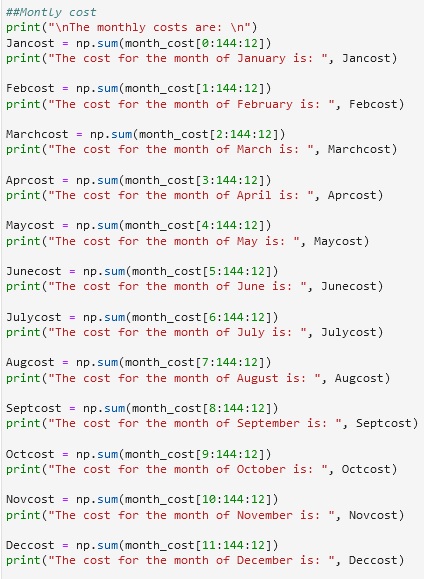 ##Montly cost
print("\nThe monthly costs are: \n")
Jancost = np.sum(month_cost[0:144:12])
print("The cost for the month of January is: ", Jancost)
Febcost = np.sum(month_cost[1:144:12])
print("The cost for the month of February is: ", Febcost)
Marchcost = np.sum(month_cost[2:144:12])
print("The cost for the month of March is: ", Marchcost)
Aprcost = np.sum(month_cost[3:144:12])
print("The cost for the month of April is: ", Aprcost)
Maycost = np.sum(month_cost[4:144:12])
print("The cost for the month of May is: ", Maycost)
Junecost = np.sum(month_cost[5:144:12])
print("The cost for the month of June is: ", Junecost)
Julycost = np.sum(month_cost[6:144:12])
print("The cost for the month of July is: ", Julycost)
Augcost = np.sum(month_cost[7:144:12])
print("The cost for the month of August is: ", Augcost)
Septcost = np.sum(month_cost[8:144:12])
print("The cost for the month of September is: ", Septcost)
Octcost = np.sum(month_cost[9:144:12])
print("The cost for the month of October is: ", Octcost)
Novcost = np.sum(month_cost[10:144:12])
print("The cost for the month of November is: ", Novcost)
Deccost = np.sum(month_cost[11:144:12])
print("The cost for the month of December is: ", Deccost)